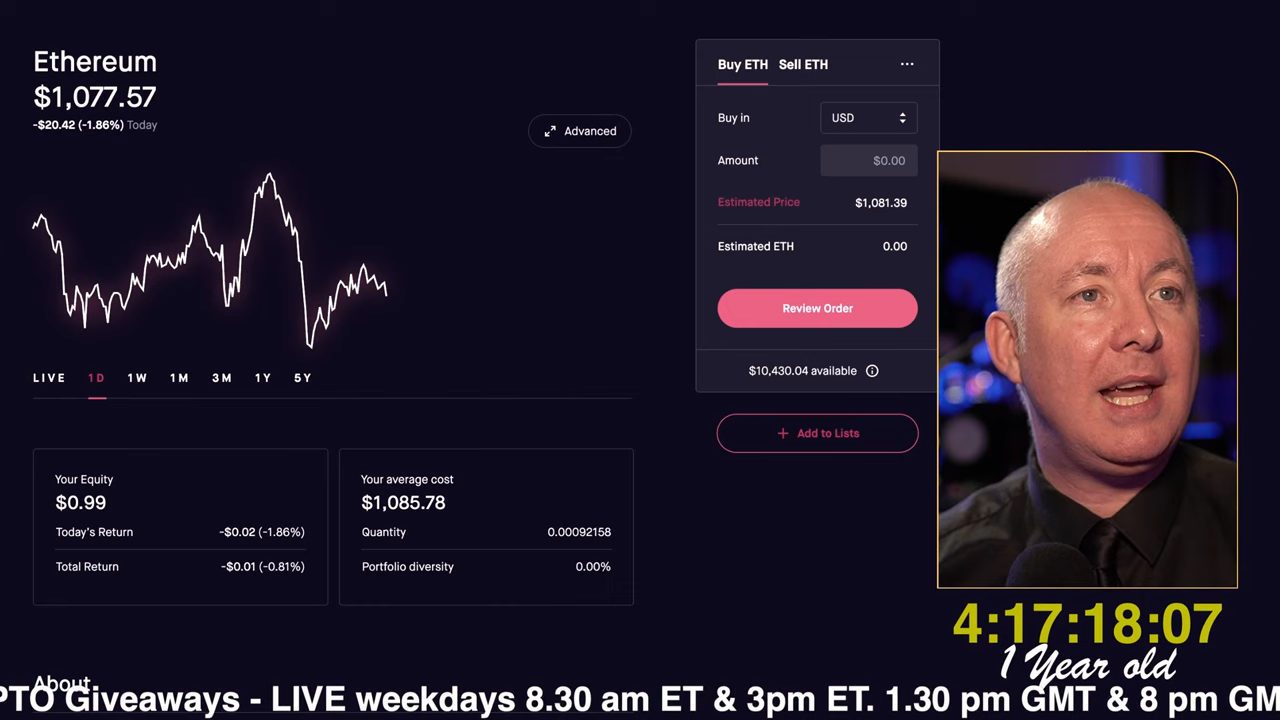 Ethereum
$1,077.57
-$20.42 (-1.86%) Today
Advanced
LIVE 1D 1W 1M 3M 1Y 5Y
Buy ETH Sell ETH ...
Buy in USD
Amount $0.00
Estimated Price $1,081.39
Estimated ETH 0.00
Review Order
$10,430.04 available
+ Add to Lists
Your Equity
$0.99
Today's Return -$0.02 (-1.86%)
Total Return -$0.01 (-0.81%)
Your average cost
$1,085.78
Quantity 0.00092158
Portfolio diversity 0.00%
4:17:18:07
1 Year old
About
PTO Giveaways - LIVE weekdays 8.30 am ET & 3pm ET. 1.30 pm GMT & 8 pm GM